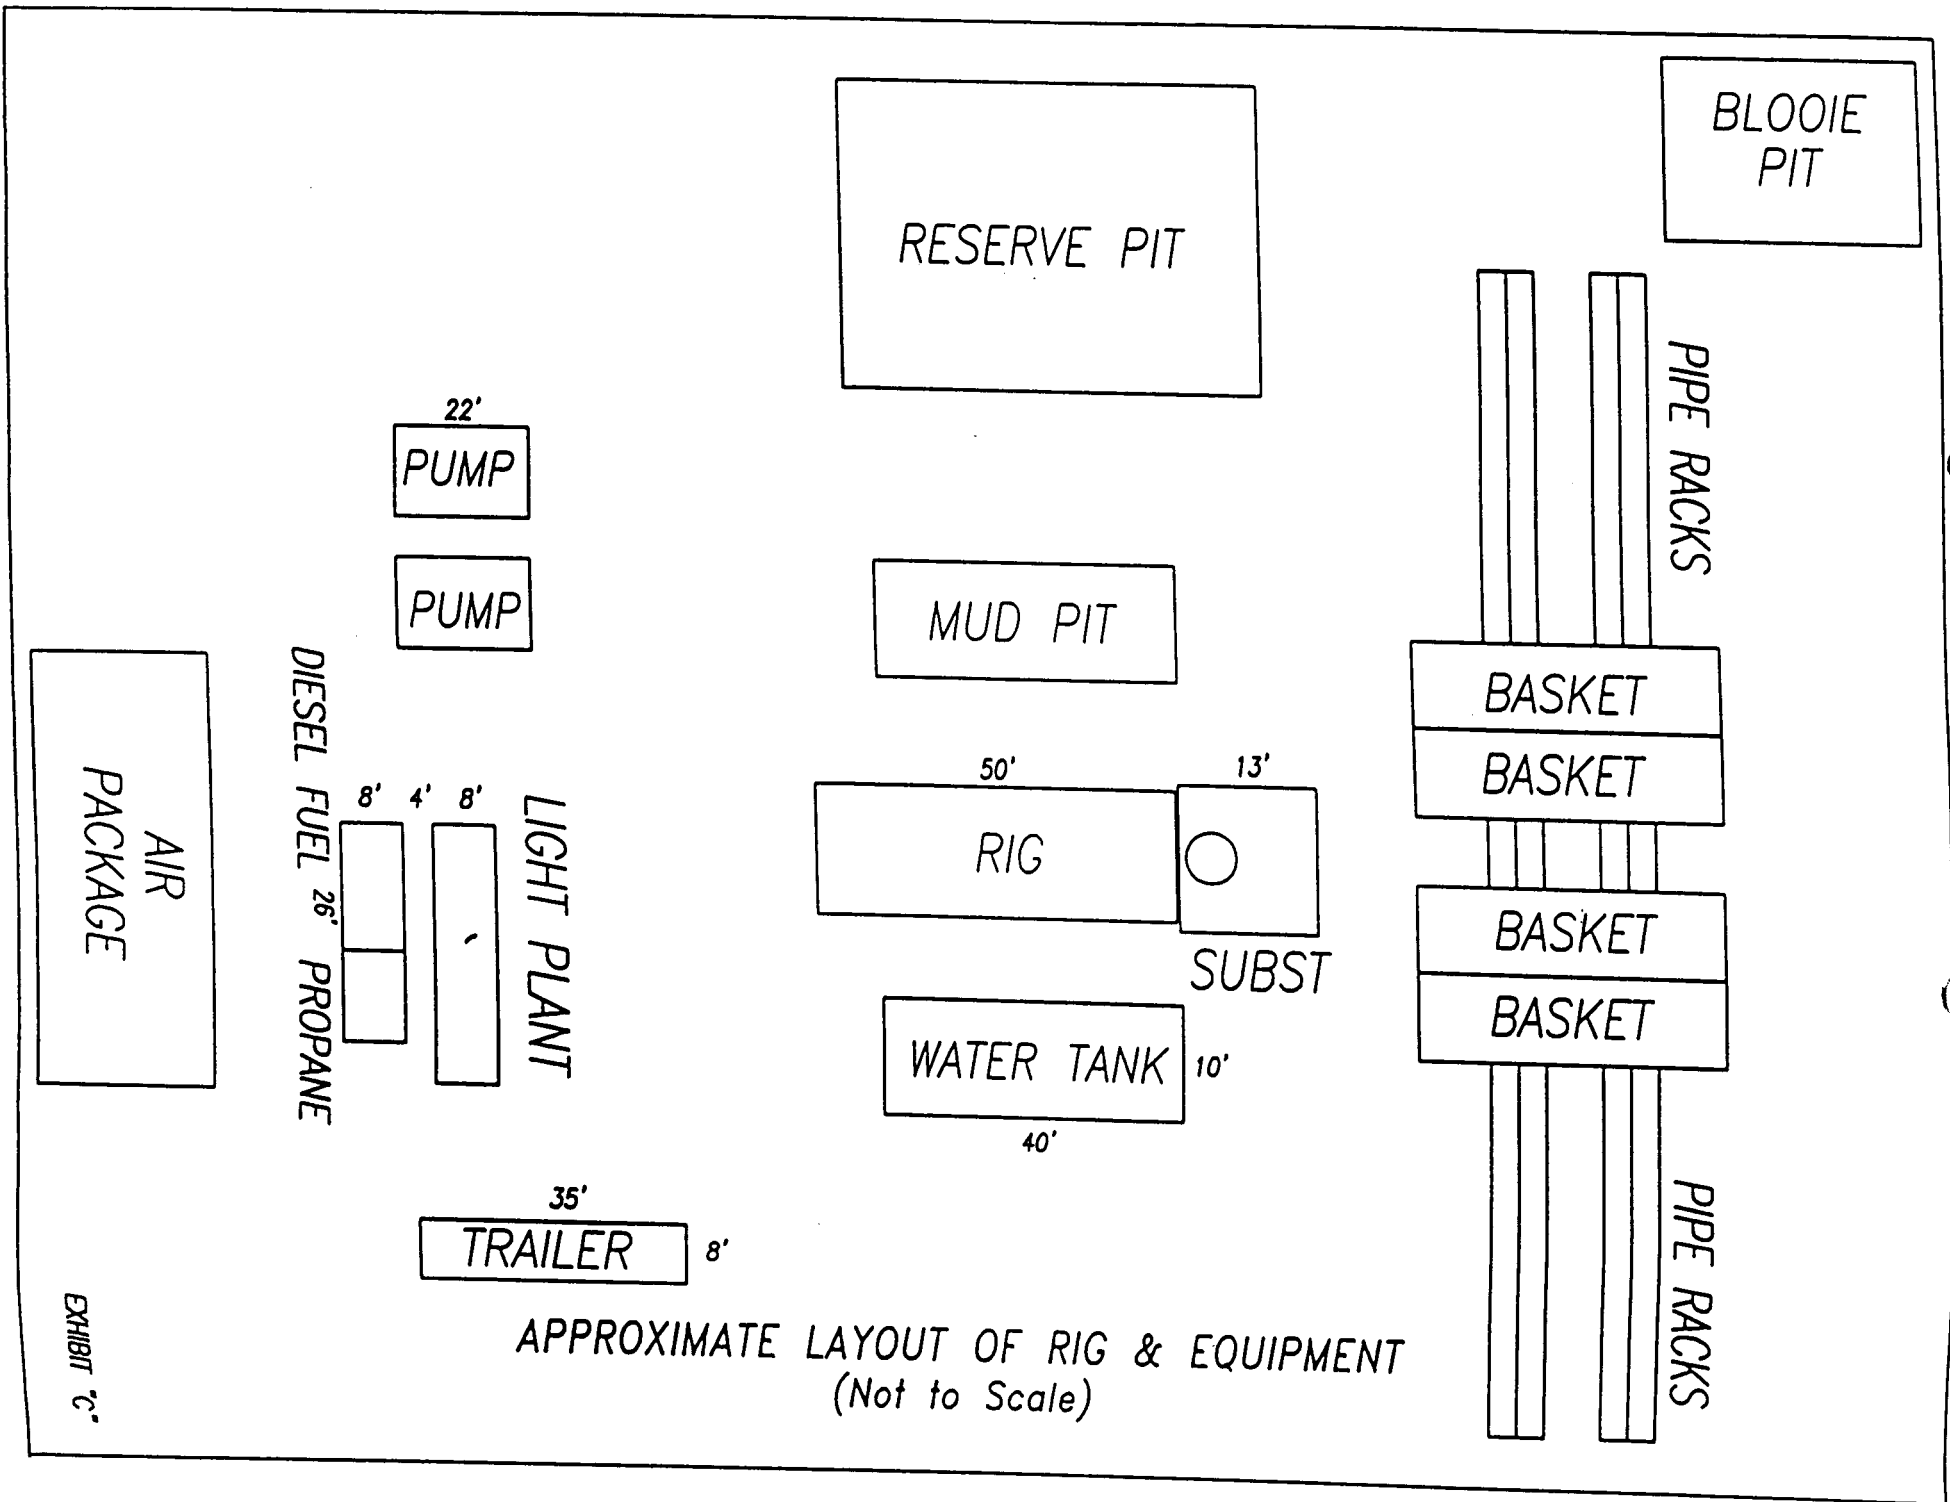 BLOOIE
PIT
RESERVE PIT
PIPE RACKS
22'
PUMP
PUMP
MUD PIT
BASKET
BASKET
DIESEL FUEL 26' PROPANE
8' 4' 8'
LIGHT PLANT
AIR
PACKAGE
50' 13'
RIG
SUBST
BASKET
BASKET
WATER TANK 10'
40'
35'
TRAILER 8'
PIPE RACKS
APPROXIMATE LAYOUT OF RIG & EQUIPMENT
(Not to Scale)
EXHIBIT "C"